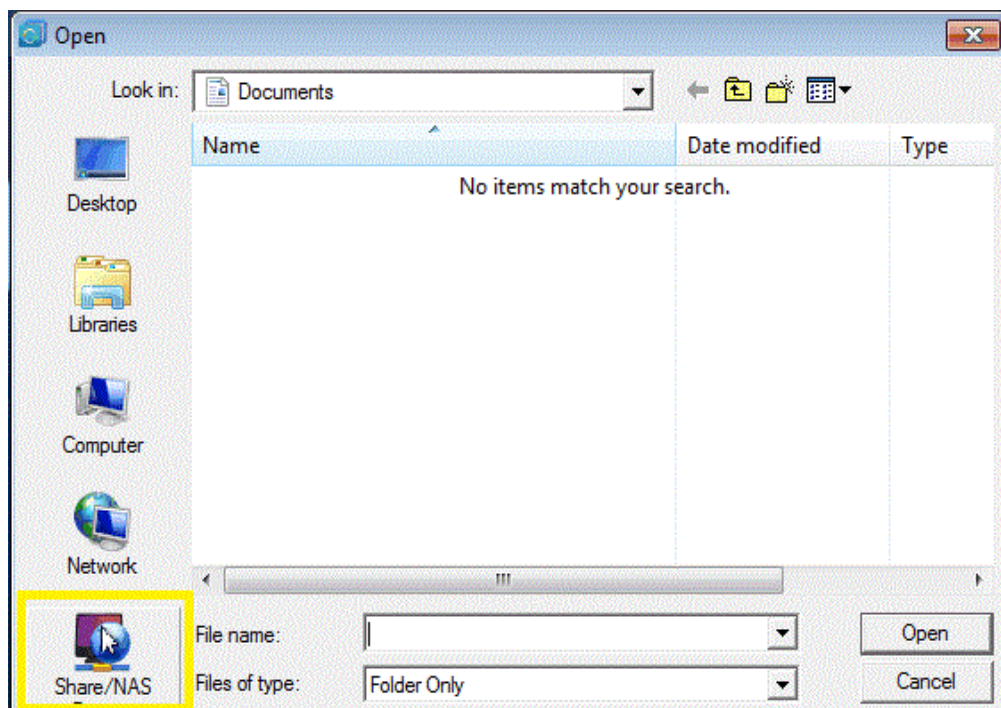 Open
Look in:
Documents
Name
Date modified
Type
No items match your search.
Desktop
Libraries
Computer
Network
Share/NAS
File name:
Open
Files of type:
Folder Only
Cancel